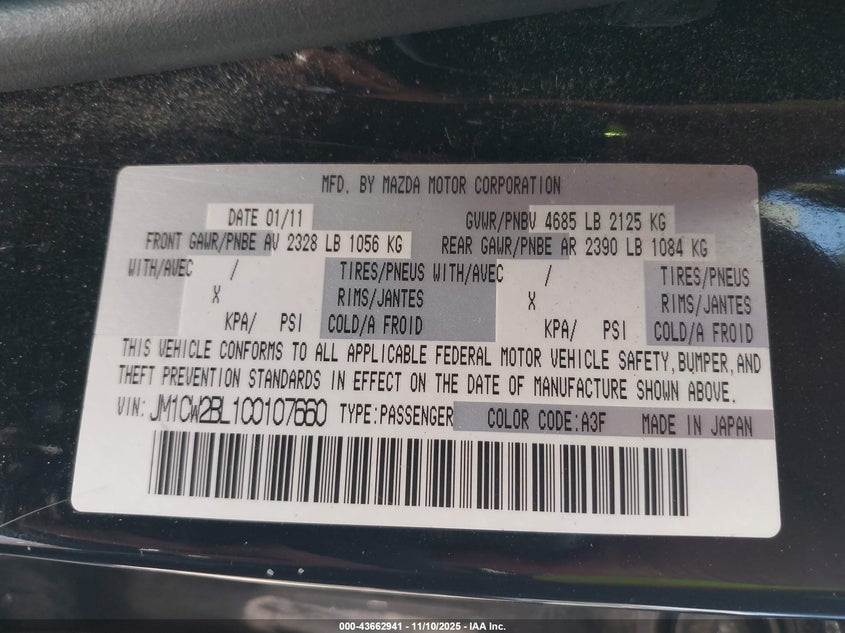 MFD. BY MAZDA MOTOR CORPORATION
DATE 01/11 GVWR/PNBV 4685 LB 2125 KG
FRONT GAWR/PNBE AV 2328 LB 1056 KG REAR GAWR/PNBE AR 2390 LB 1084 KG
WITH/AVEC / TIRES/PNEUS WITH/AVEC / TIRES/PNEUS
X RIMS/JANTES X RIMS/JANTES
KPA/ PSI COLD/A FROID KPA/ PSI COLD/A FROID
THIS VEHICLE CONFORMS TO ALL APPLICABLE FEDERAL MOTOR VEHICLE SAFETY,BUMPER,AND
THEFT PREVENTION STANDARDS IN EFFECT ON THE DATE OF MANUFACTURE SHOWN ABOVE.
VIN: JM1CW2BL1C0107660 TYPE:PASSENGER COLOR CODE:A3F MADE IN JAPAN
000-43662941 - 11/10/2025 - IAA Inc.